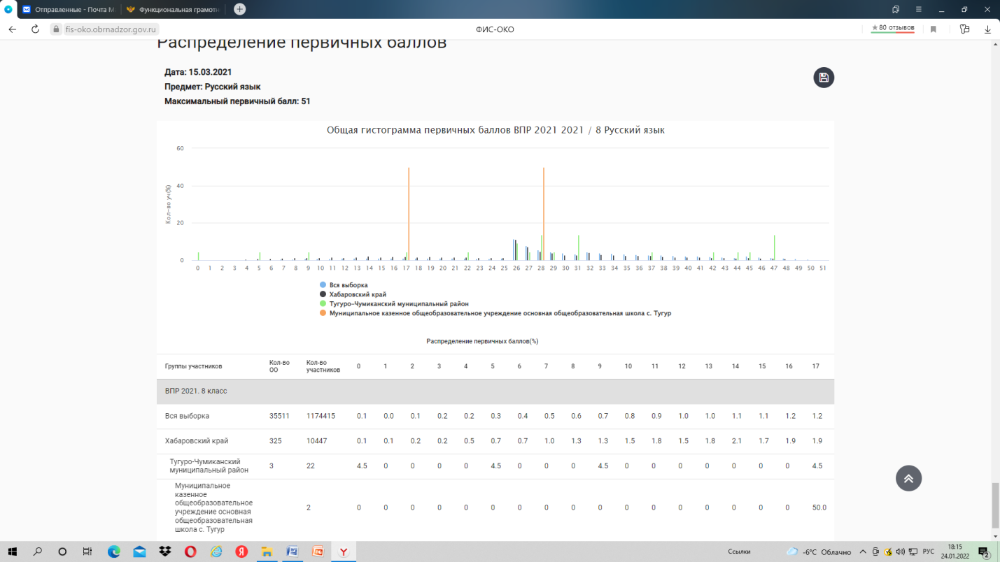 Отправленные - Почта M
Функциональная грамотн
fis-oko.obrnadzor.gov.ru
ФИС-ОКО
★ 80 отзывов
Распределение первичных баллов
Дата: 15.03.2021
Предмет: Русский язык
Максимальный первичный балл: 51
Общая гистограмма первичных баллов ВПР 2021 2021 / 8 Русский язык
Кол-во уч(%)
60
40
20
0
0 1 2 3 4 5 6 7 8 9 10 11 12 13 14 15 16 17 18 19 20 21 22 23 24 25 26 27 28 29 30 31 32 33 34 35 36 37 38 39 40 41 42 43 44 45 46 47 48 49 50 51
Вся выборка
Хабаровский край
Тугуро-Чумиканский муниципальный район
Муниципальное казенное общеобразовательное учреждение основная общеобразовательная школа с. Тугур
Распределение первичных баллов(%)
Группы участников Кол-во ОО Кол-во участников 0 1 2 3 4 5 6 7 8 9 10 11 12 13 14 15 16 17
ВПР 2021. 8 класс
Вся выборка 35511 1174415 0.1 0.0 0.1 0.2 0.2 0.3 0.4 0.5 0.6 0.7 0.8 0.9 1.0 1.0 1.1 1.1 1.2 1.2
Хабаровский край 325 10447 0.1 0.1 0.2 0.2 0.5 0.7 0.7 1.0 1.3 1.3 1.5 1.8 1.5 1.8 2.1 1.7 1.9 1.9
Тугуро-Чумиканский
муниципальный район 3 22 4.5 0 0 0 0 4.5 0 0 0 4.5 0 0 0 0 0 0 0 4.5
Муниципальное
казенное
общеобразовательное
учреждение основная
общеобразовательная
школа с. Тугур
2 0 0 0 0 0 0 0 0 0 0 0 0 0 0 0 0 0 50.0
Ссылки
-6°C Облачно
РУС
18:15
24.01.2022
2